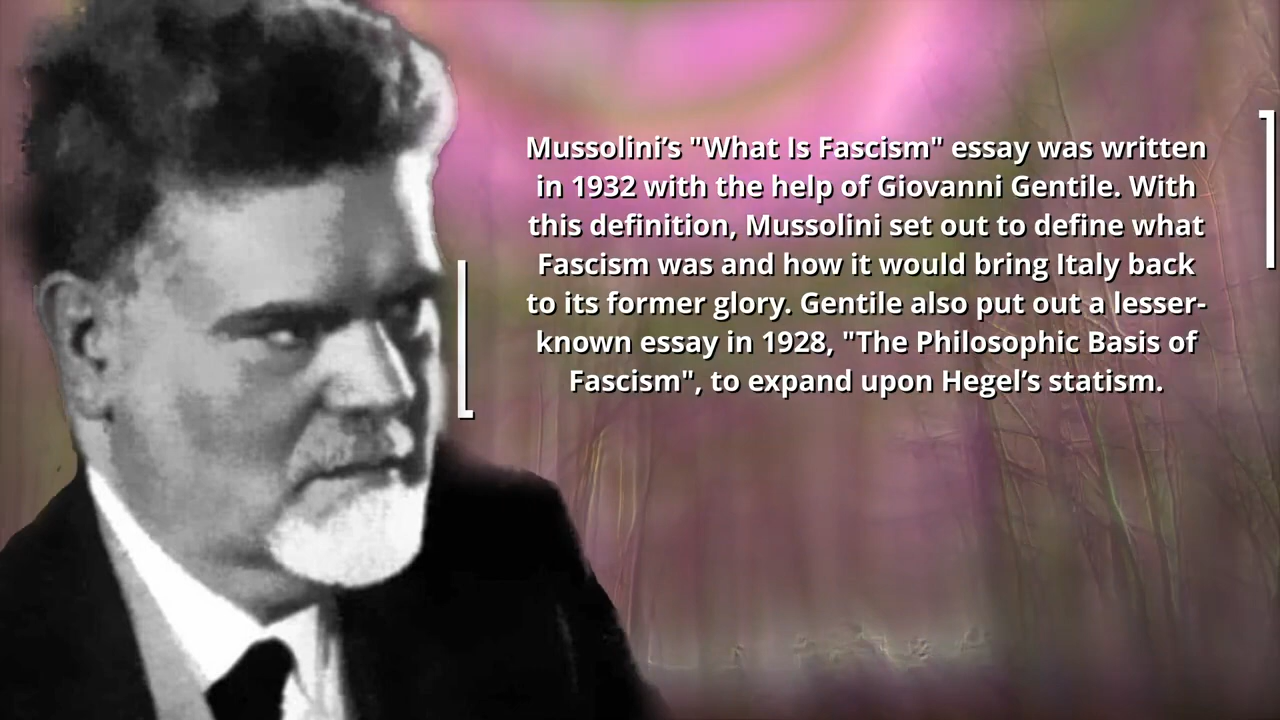 Mussolini’s "What Is Fascism" essay was written
in 1932 with the help of Giovanni Gentile. With
this definition, Mussolini set out to define what
Fascism was and how it would bring Italy back
to its former glory. Gentile also put out a lesser-
known essay in 1928, "The Philosophic Basis of
Fascism", to expand upon Hegel’s statism.